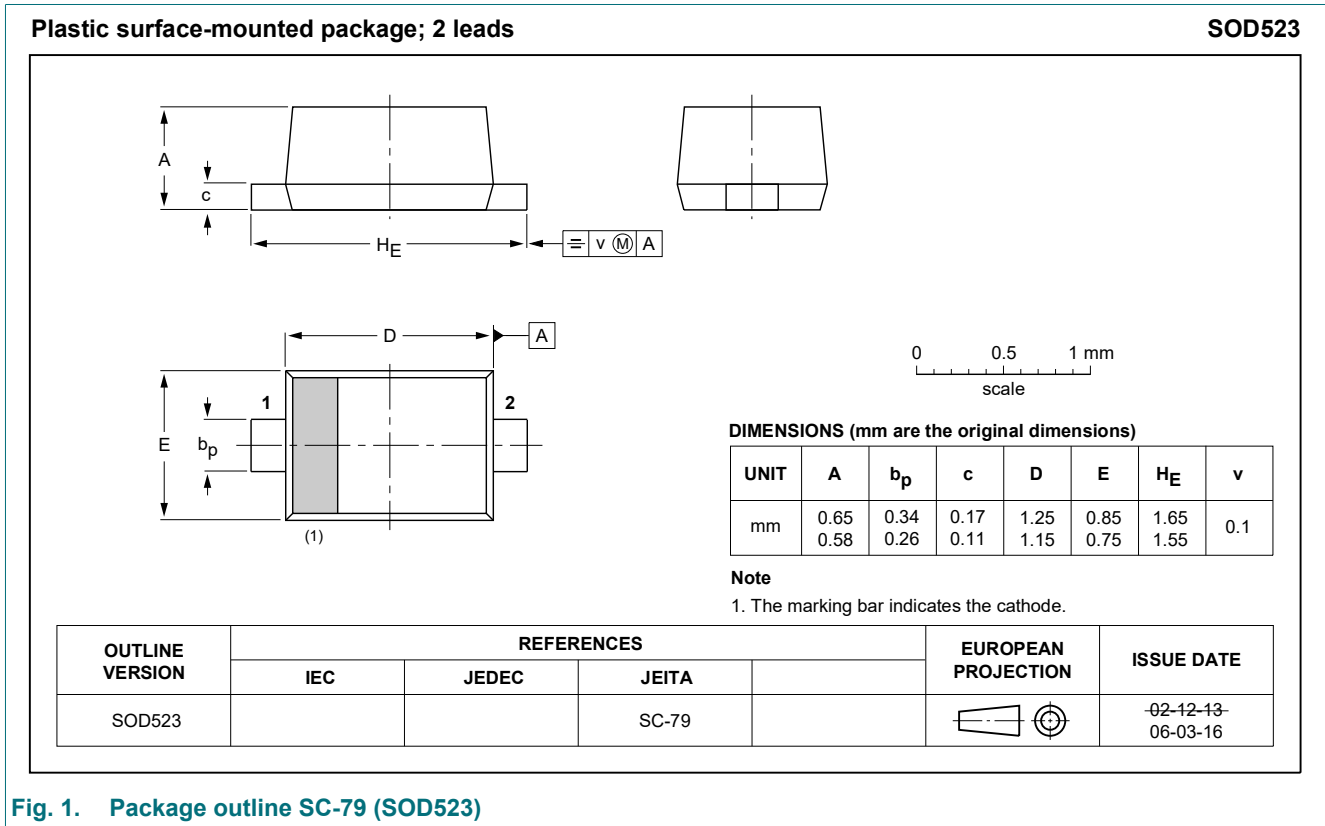 Plastic surface-mounted package; 2 leads SOD523
A
c
HE
v M A
D
A
E
bp
1
2
(1)
0 0.5 1 mm
scale
DIMENSIONS (mm are the original dimensions)
UNIT A bp c D E HE v
mm 0.65 0.58 0.34 0.26 0.17 0.11 1.25 1.15 0.85 0.75 1.65 1.55 0.1
Note
1. The marking bar indicates the cathode.
OUTLINE VERSION REFERENCES EUROPEAN PROJECTION ISSUE DATE
IEC JEDEC JEITA
SOD523 SC-79 02-12-13
06-03-16
Fig. 1. Package outline SC-79 (SOD523)